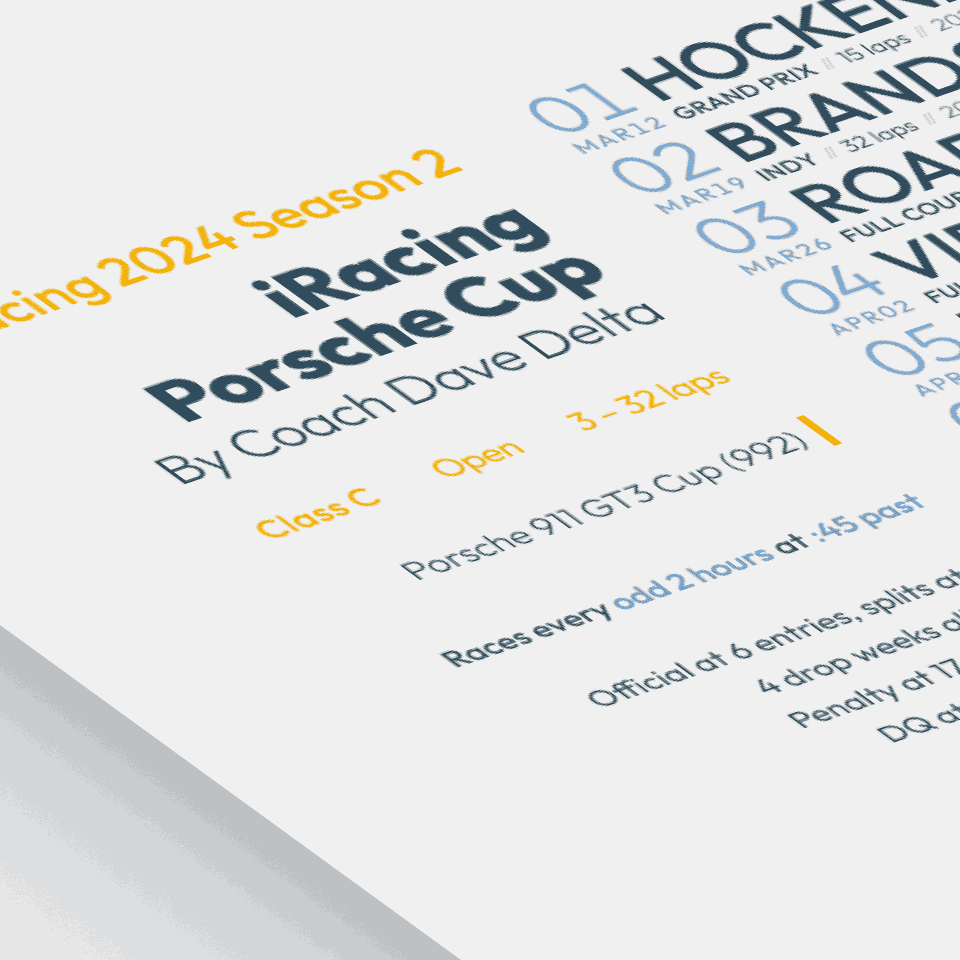 cing 2024 Season 2
iRacing
Porsche Cup
By Coach Dave Delta
Class C Open 3 – 32 laps
Porsche 911 GT3 Cup (992)
Races every odd 2 hours at :45 past
Official at 6 entries, splits at
4 drop weeks
Penalty at 17
DQ at
01 HOCKEN
MAR12 GRAND PRIX // 15 laps //
02 BRANDS
MAR19 INDY // 32 laps //
03 ROA
MAR26 FULL COUR
04 VI
APR02 FU
05
APR